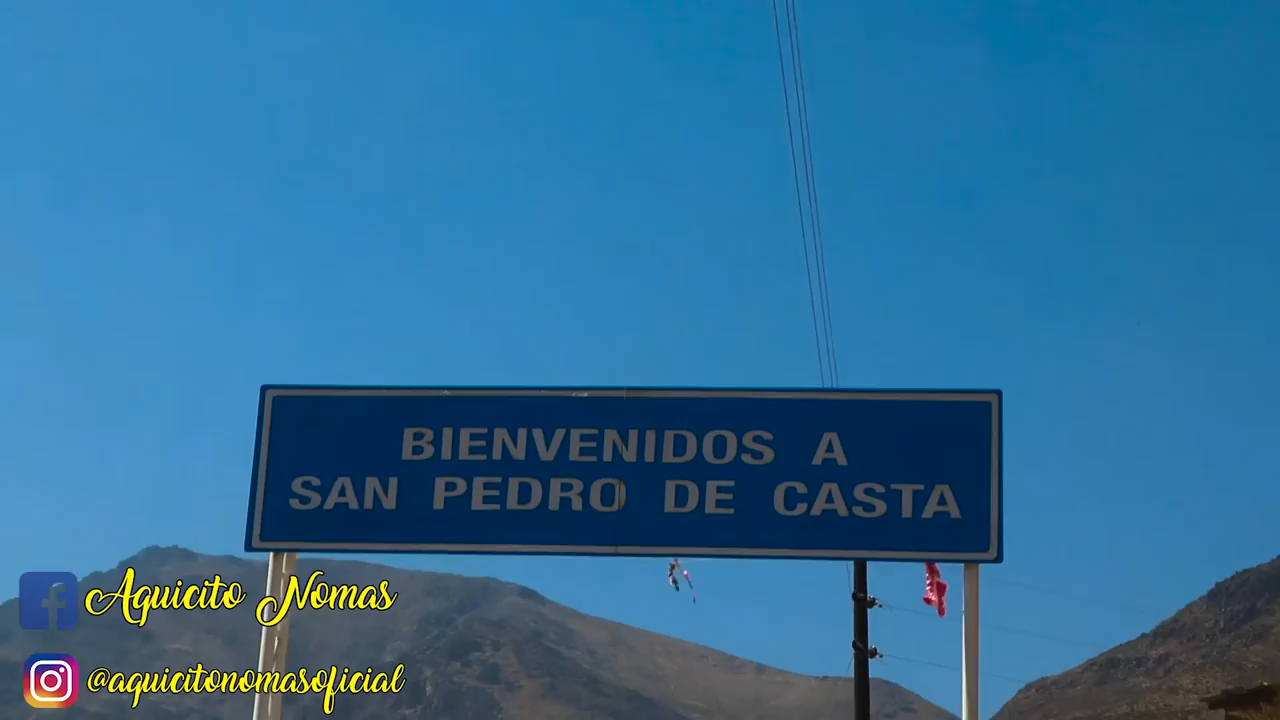 BIENVENIDOS A
SAN PEDRO DE CASTA
Aquicito Nomas
@aquicitonomasoficial